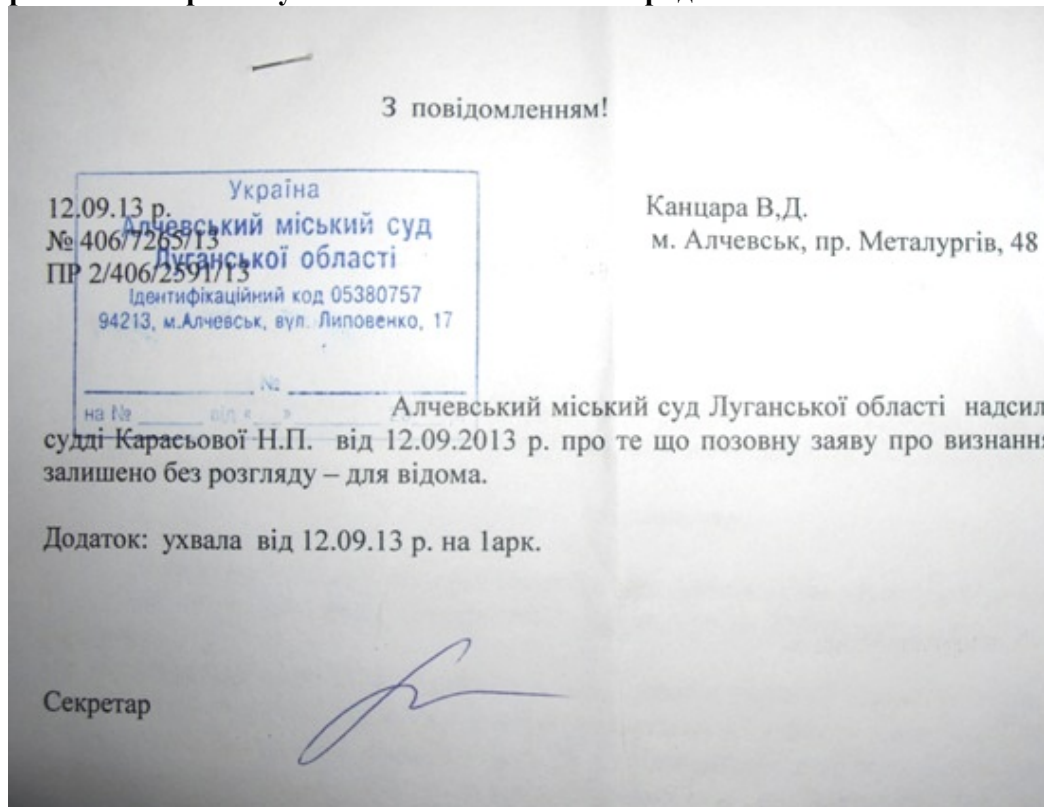 З повідомленням!
Україна
Алчевський міський суд
Луганської області
Ідентифікаційний код 05380757
94213, м.Алчевськ, вул. Липовенко, 17
№
на № від « »
12.09.13 р.
№ 406/7265/13
ПР 2/406/2591/13
Канцара В,Д.
м. Алчевськ, пр. Металургів, 48
Алчевський міський суд Луганської області надсил
судді Карасьової Н.П. від 12.09.2013 р. про те що позовну заяву про визнання
залишено без розгляду – для відома.
Додаток: ухвала від 12.09.13 р. на 1арк.
Секретар